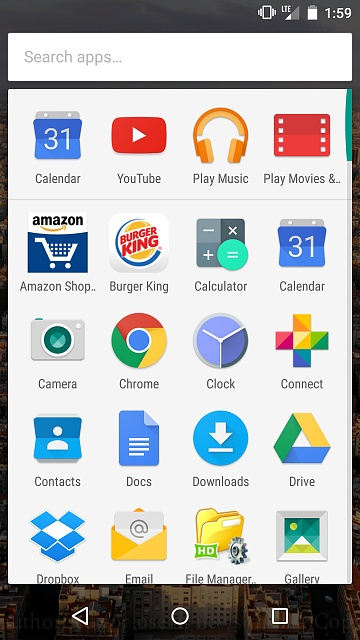 LTE 1:59
Search apps...
31
Calendar YouTube Play Music Play Movies &..
amazon BURGER KING 31
Amazon Shop.. Burger King Calculator Calendar
Camera Chrome Clock Connect
Contacts Docs Downloads Drive
@ HD
Dropbox Email File Manager.. Gallery